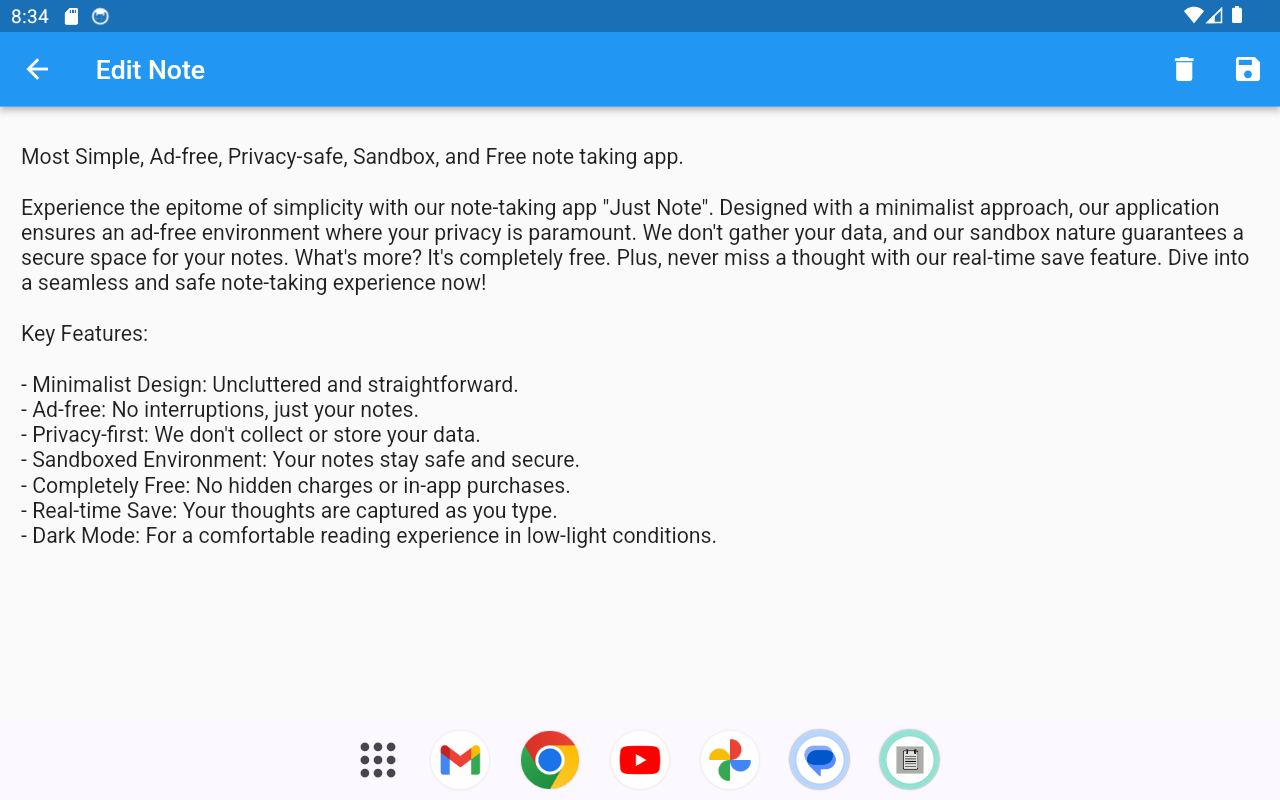 8:34
Edit Note
Most Simple, Ad-free, Privacy-safe, Sandbox, and Free note taking app.
Experience the epitome of simplicity with our note-taking app "Just Note". Designed with a minimalist approach, our application
ensures an ad-free environment where your privacy is paramount. We don't gather your data, and our sandbox nature guarantees a
secure space for your notes. What's more? It's completely free. Plus, never miss a thought with our real-time save feature. Dive into
a seamless and safe note-taking experience now!
Key Features:
- Minimalist Design: Uncluttered and straightforward.
- Ad-free: No interruptions, just your notes.
- Privacy-first: We don't collect or store your data.
- Sandboxed Environment: Your notes stay safe and secure.
- Completely Free: No hidden charges or in-app purchases.
- Real-time Save: Your thoughts are captured as you type.
- Dark Mode: For a comfortable reading experience in low-light conditions.